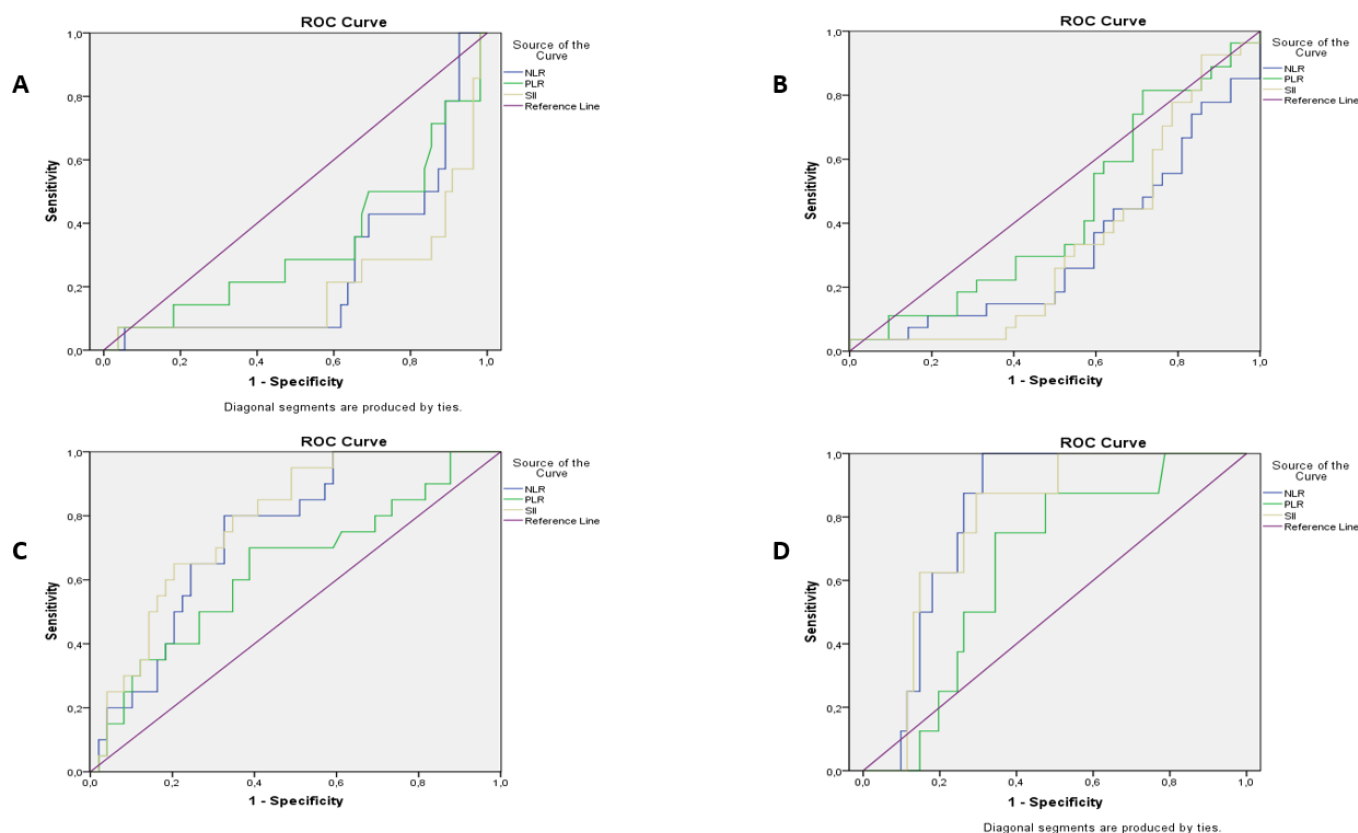 A
ROC Curve
Source of the
Curve
NLR
PLR
SII
Reference Line
Sensitivity
1,0
0,8
0,6
0,4
0,2
0,0
0,0 0,2 0,4 0,6 0,8 1,0
1 - Specificity
Diagonal segments are produced by ties.
B
ROC Curve
Source of the
Curve
NLR
PLR
SII
Reference Line
Sensitivity
1,0
0,8
0,6
0,4
0,2
0,0
0,0 0,2 0,4 0,6 0,8 1,0
1 - Specificity
C
ROC Curve
Source of the
Curve
NLR
PLR
SII
Reference Line
Sensitivity
1,0
0,8
0,6
0,4
0,2
0,0
0,0 0,2 0,4 0,6 0,8 1,0
1 - Specificity
D
ROC Curve
Source of the
Curve
NLR
PLR
SII
Reference Line
Sensitivity
1,0
0,8
0,6
0,4
0,2
0,0
0,0 0,2 0,4 0,6 0,8 1,0
1 - Specificity
Diagonal segments are produced by ties.